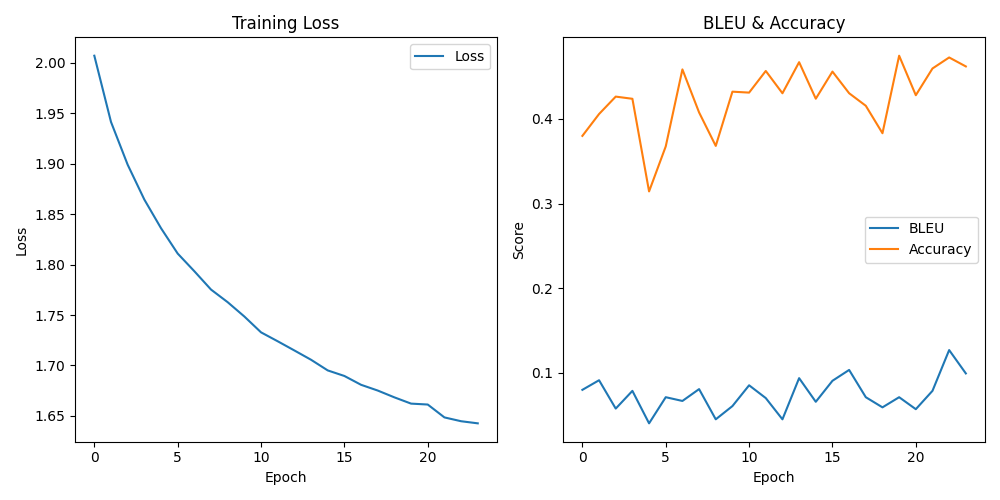 Training Loss
Loss
2.00
1.95
1.90
1.85
1.80
1.75
1.70
1.65
Loss
0 5 10 15 20
Epoch
BLEU & Accuracy
0.4
0.3
0.2
0.1
Score
BLEU
Accuracy
0 5 10 15 20
Epoch